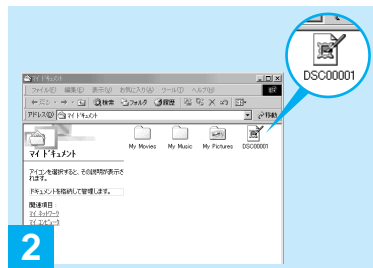 DSC00001
マイ ドキュメント
ファイル(F) 編集(E) 表示(V) お気に入り(A) ツール(T) ヘルプ(H)
戻る 検索 フォルダ 履歴
アドレス(D) マイ ドキュメント 移動
マイ ドキュメント
My Movies My Music My Pictures DSC00001
アイコンを選択すると、その説明が表示さ
れます。
ドキュメントを格納して管理します。
関連項目:
マイ ネットワーク
マイ コンピュータ
2